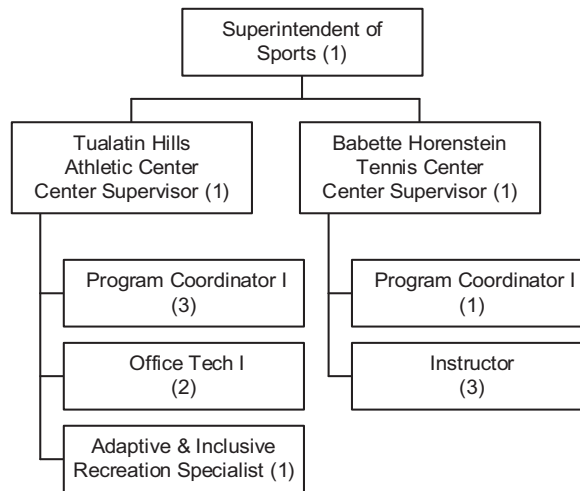 Superintendent of
Sports (1)
Tualatin Hills
Athletic Center
Center Supervisor (1)
Babette Horenstein
Tennis Center
Center Supervisor (1)
Program Coordinator I
(3)
Office Tech I
(2)
Adaptive & Inclusive
Recreation Specialist (1)
Program Coordinator I
(1)
Instructor
(3)